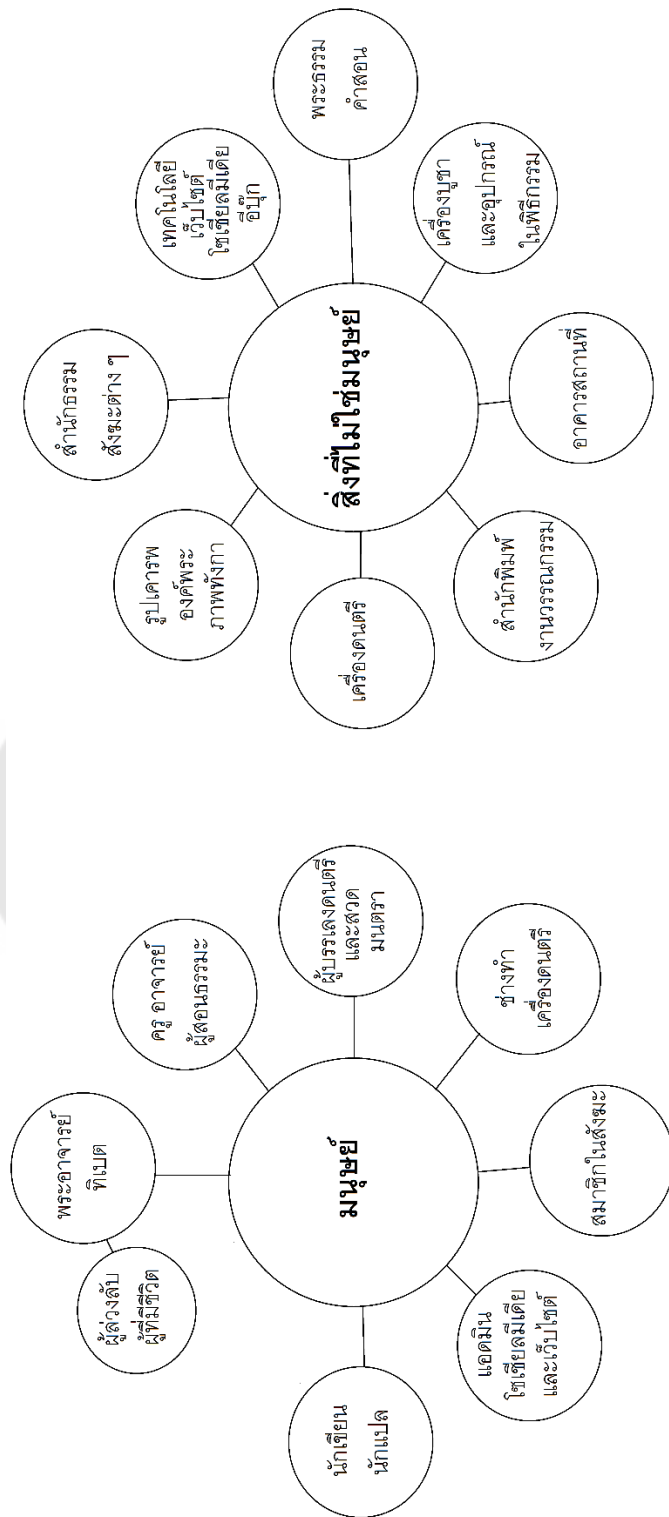 มนุษย์
พระอาจารย์
ทิเบต
ผู้ล่วงลับ
ผู้ที่มีชีวิต
ครู อาจารย์
ผู้สอนธรรมะ
ผู้บรรเลงดนตรี
และสวด
มนตรา
ช่างทำ
เครื่องดนตรี
สมาชิกในสังฆะ
แอดมิน
โซเชียลมีเดีย
และเว็บไซต์
นักเขียน
นักแปล
สิ่งที่ไม่ใช่มนุษย์
สำนักธรรม
สังฆะต่าง ๆ
เทคโนโลยี
เว็บไซต์
โซเชียลมีเดีย
อีบุ๊ก
พระธรรม
คำสอน
เครื่องบูชา
และอุปกรณ์
ในพิธีกรรม
อาคารสถานที่
สำนักพิมพ์
งานวรรณกรรม
เครื่องดนตรี
รูปเคารพ
องค์พระ
ภาพทังกา